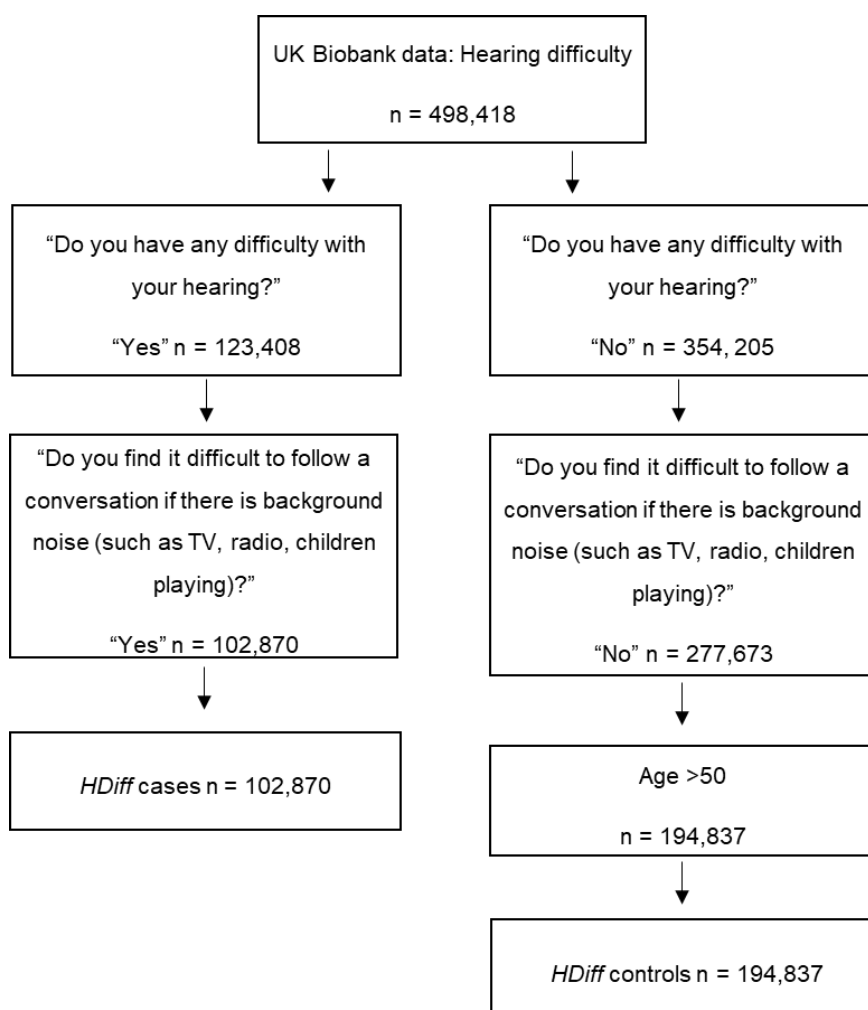 UK Biobank data: Hearing difficulty
n = 498,418
“Do you have any difficulty with
your hearing?”
“Yes” n = 123,408
“Do you have any difficulty with
your hearing?”
“No” n = 354, 205
“Do you find it difficult to follow a
conversation if there is background
noise (such as TV, radio, children
playing)?”
“Yes” n = 102,870
“Do you find it difficult to follow a
conversation if there is background
noise (such as TV, radio, children
playing)?”
“No” n = 277,673
HDiff cases n = 102,870
Age >50
n = 194,837
HDiff controls n = 194,837